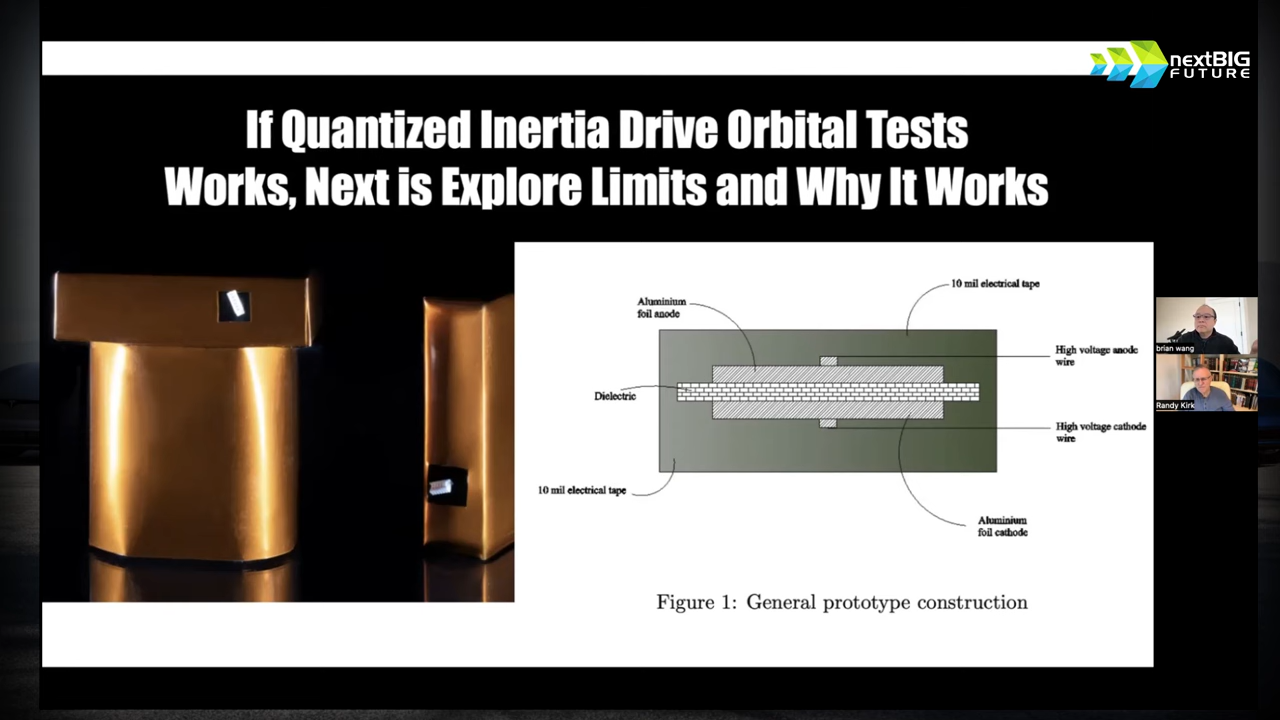 nextBIG
FUTURE
If Quantized Inertia Drive Orbital Tests
Works, Next is Explore Limits and Why It Works
10 mil electrical tape
Aluminium
foil anode
High voltage anode
wire
Dielectric
High voltage cathode
wire
10 mil electrical tape
Aluminium
foil cathode
Figure 1: General prototype construction
brian wang
Randy Kirk